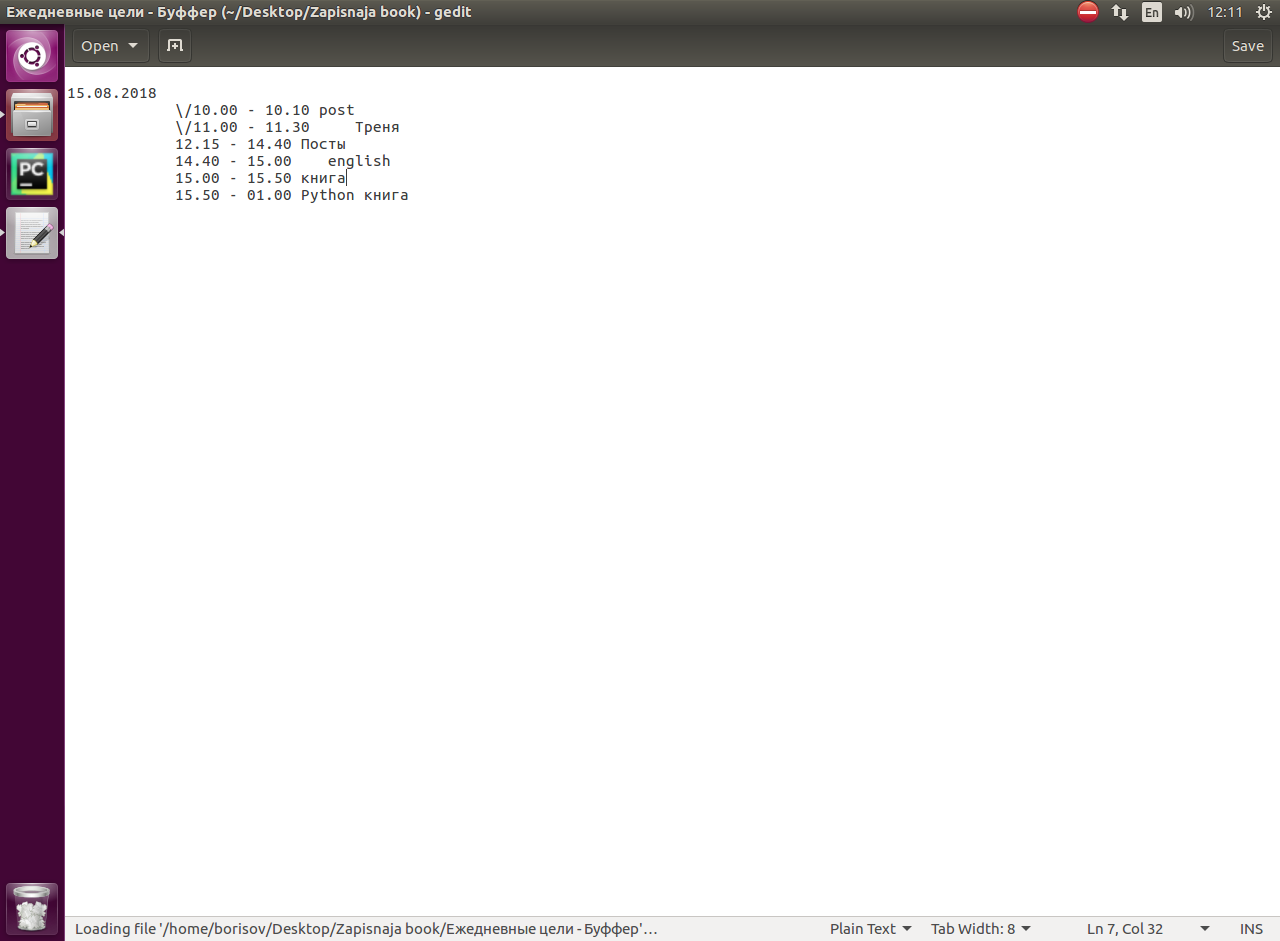 Ежедневные цели - Буффер (~/Desktop/Zapisnaja book) - gedit
En
12:11
Open
Save
PC
15.08.2018
\/10.00 - 10.10 post
\/11.00 - 11.30 Треня
12.15 - 14.40 Посты
14.40 - 15.00 english
15.00 - 15.50 книга
15.50 - 01.00 Python книга
Loading file '/home/borisov/Desktop/Zapisnaja book/Ежедневные цели - Буффер'…
Plain Text
Tab Width: 8
Ln 7, Col 32
INS